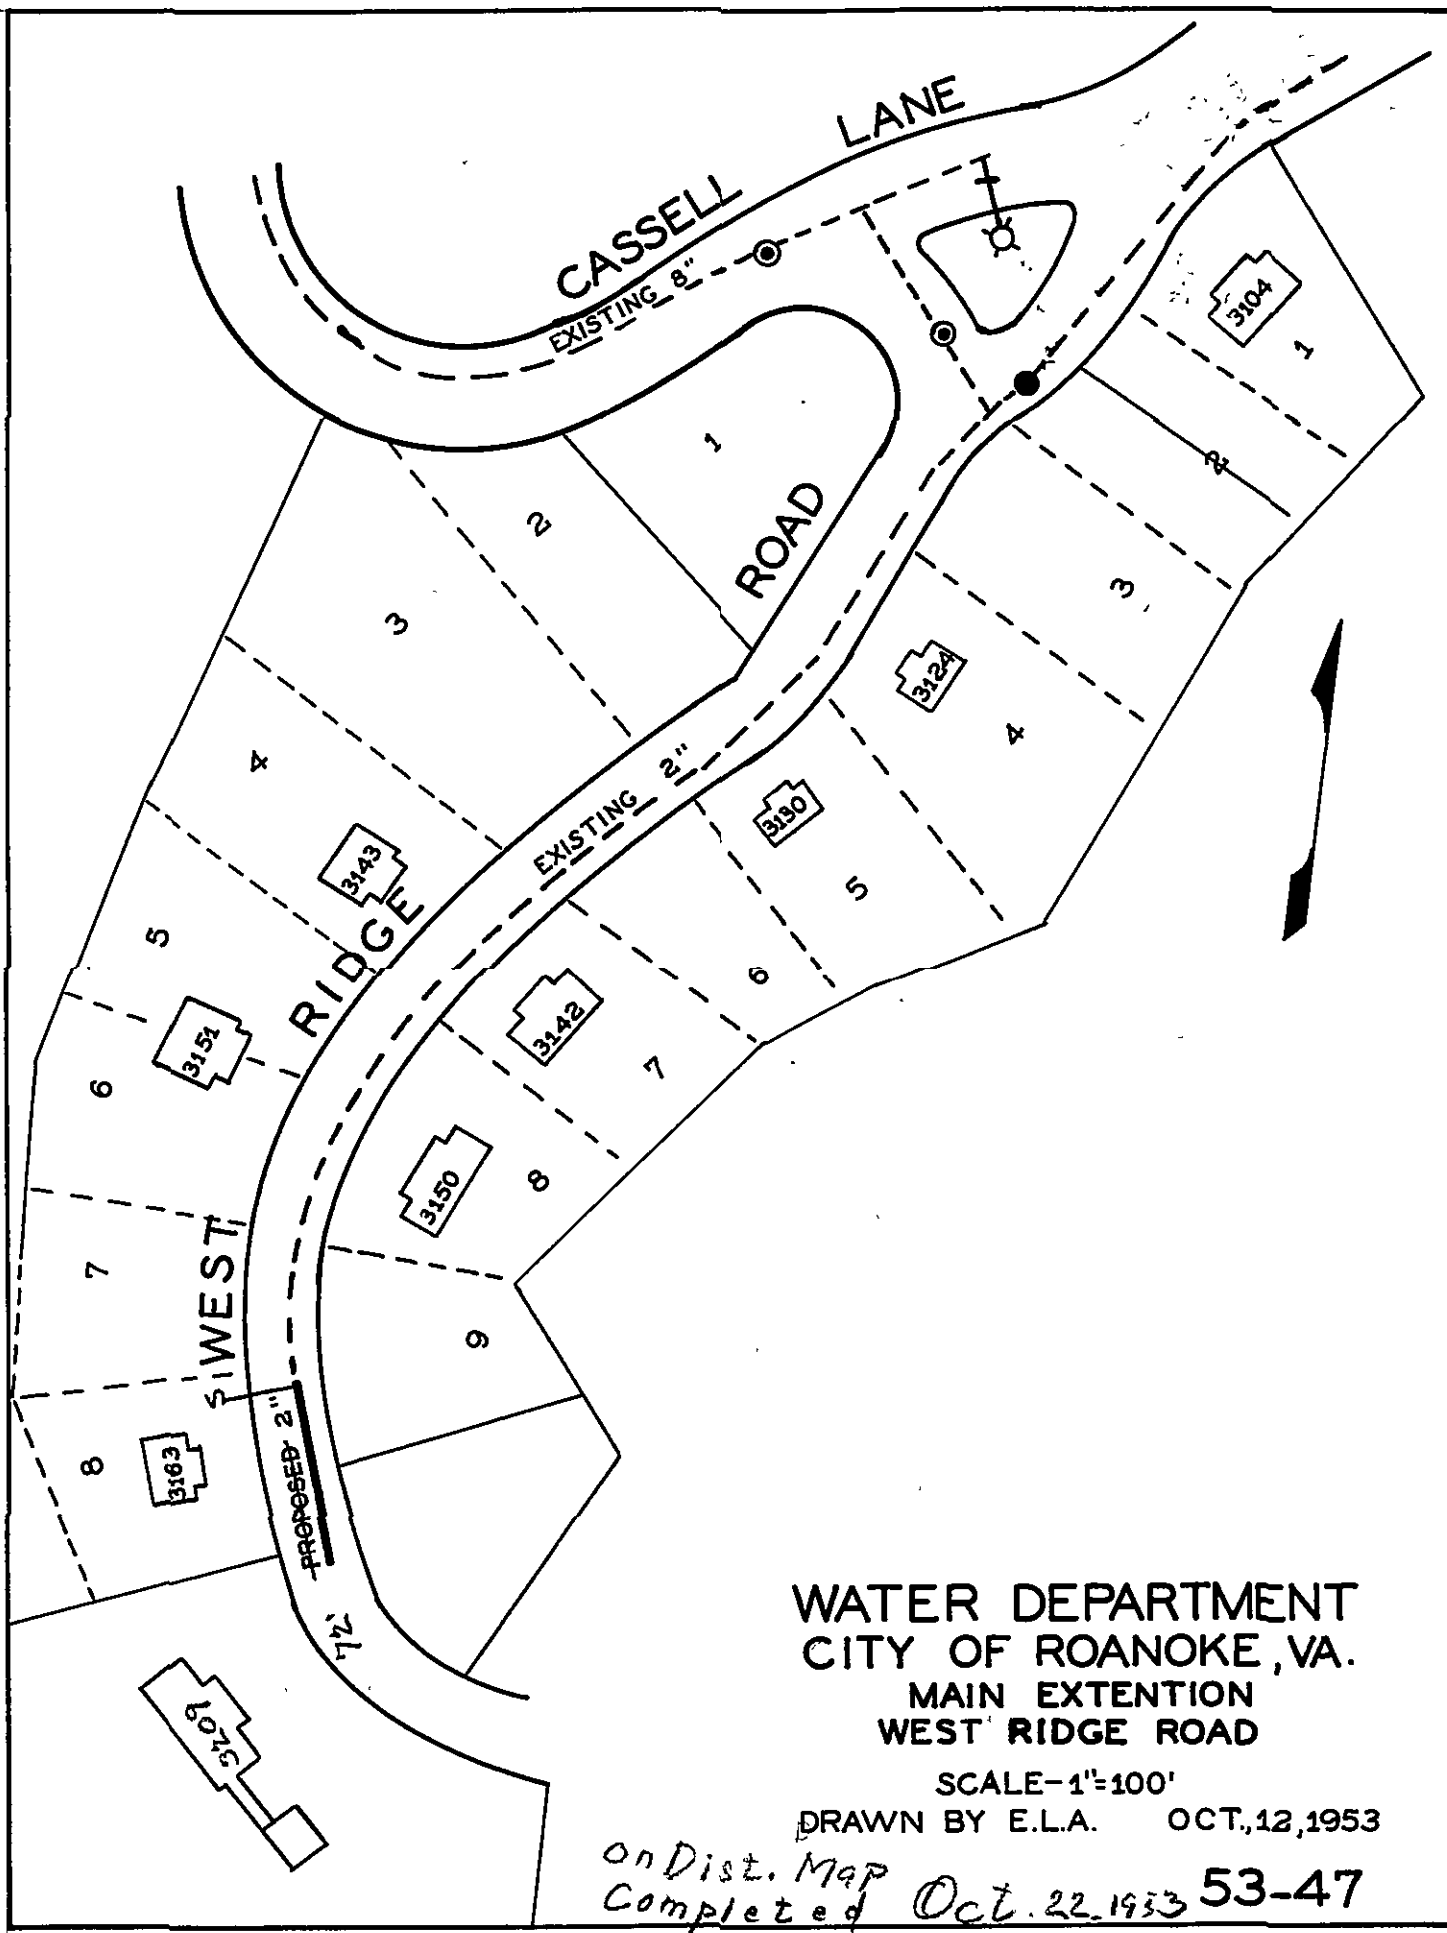 CASSELL LANE
EXISTING 8"
3104
1
2
3
3124
4
3130
5
6
3142
7
3150
8
9
1
2
3
4
3143
5
3151
6
7
8
3163
WEST RIDGE ROAD
EXISTING 2"
PROPOSED 2"
72'
3209
WATER DEPARTMENT
CITY OF ROANOKE, VA.
MAIN EXTENTION
WEST RIDGE ROAD
SCALE-1"=100'
DRAWN BY E.L.A. OCT.,12,1953
on Dist. Map
Completed Oct. 22, 1953 53-47